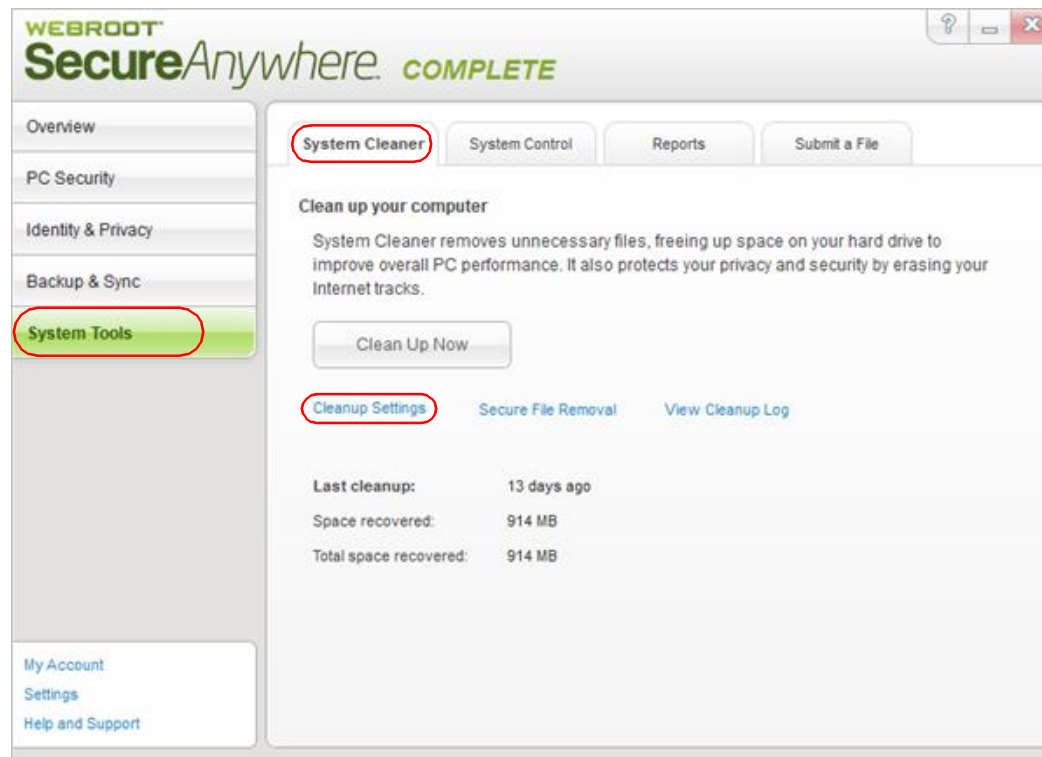 WEBROOT
SecureAnywhere. COMPLETE
?
Overview
PC Security
Identity & Privacy
Backup & Sync
System Tools
System Cleaner
System Control
Reports
Submit a File
Clean up your computer
System Cleaner removes unnecessary files, freeing up space on your hard drive to
improve overall PC performance. It also protects your privacy and security by erasing your
Internet tracks.
Clean Up Now
Cleanup Settings
Secure File Removal
View Cleanup Log
Last cleanup: 13 days ago
Space recovered: 914 MB
Total space recovered: 914 MB
My Account
Settings
Help and Support